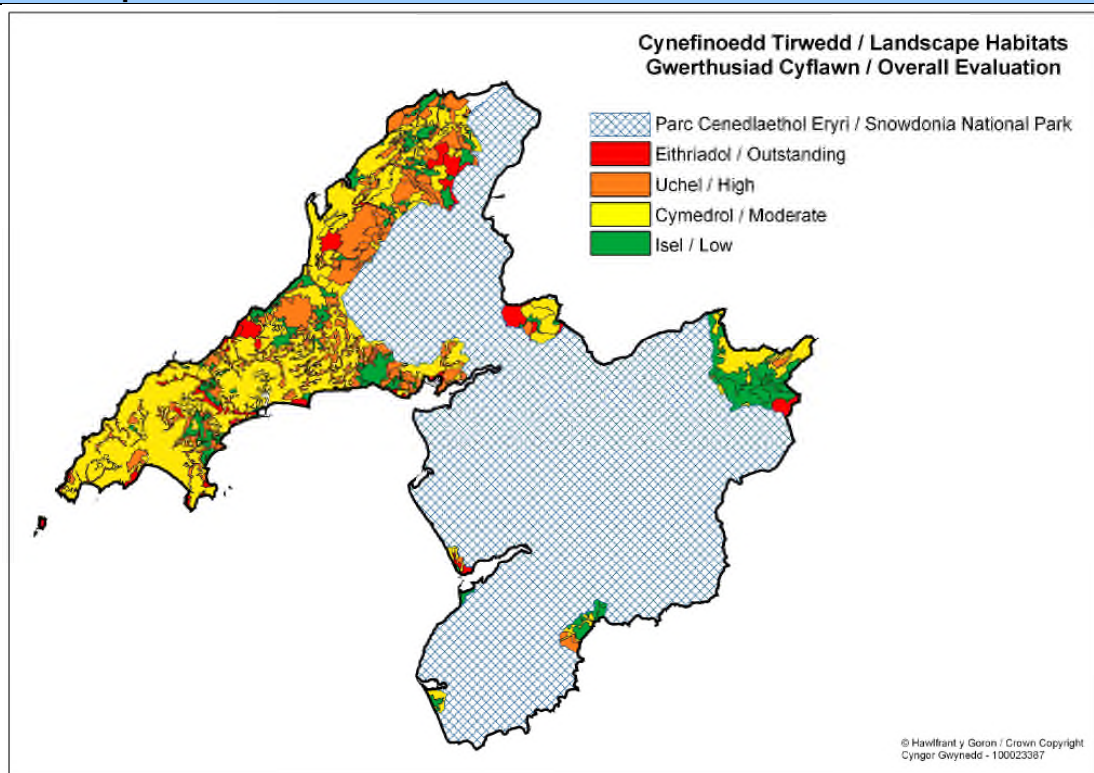 Cynefinoedd Tirwedd / Landscape Habitats
Gwerthusiad Cyflawn / Overall Evaluation
Parc Cenedlaethol Eryri / Snowdonia National Park
Eithriadol / Outstanding
Uchel / High
Cymedrol / Moderate
Isel / Low
© Hawlfraint y Goron / Crown Copyright
Cyngor Gwynedd - 100023387